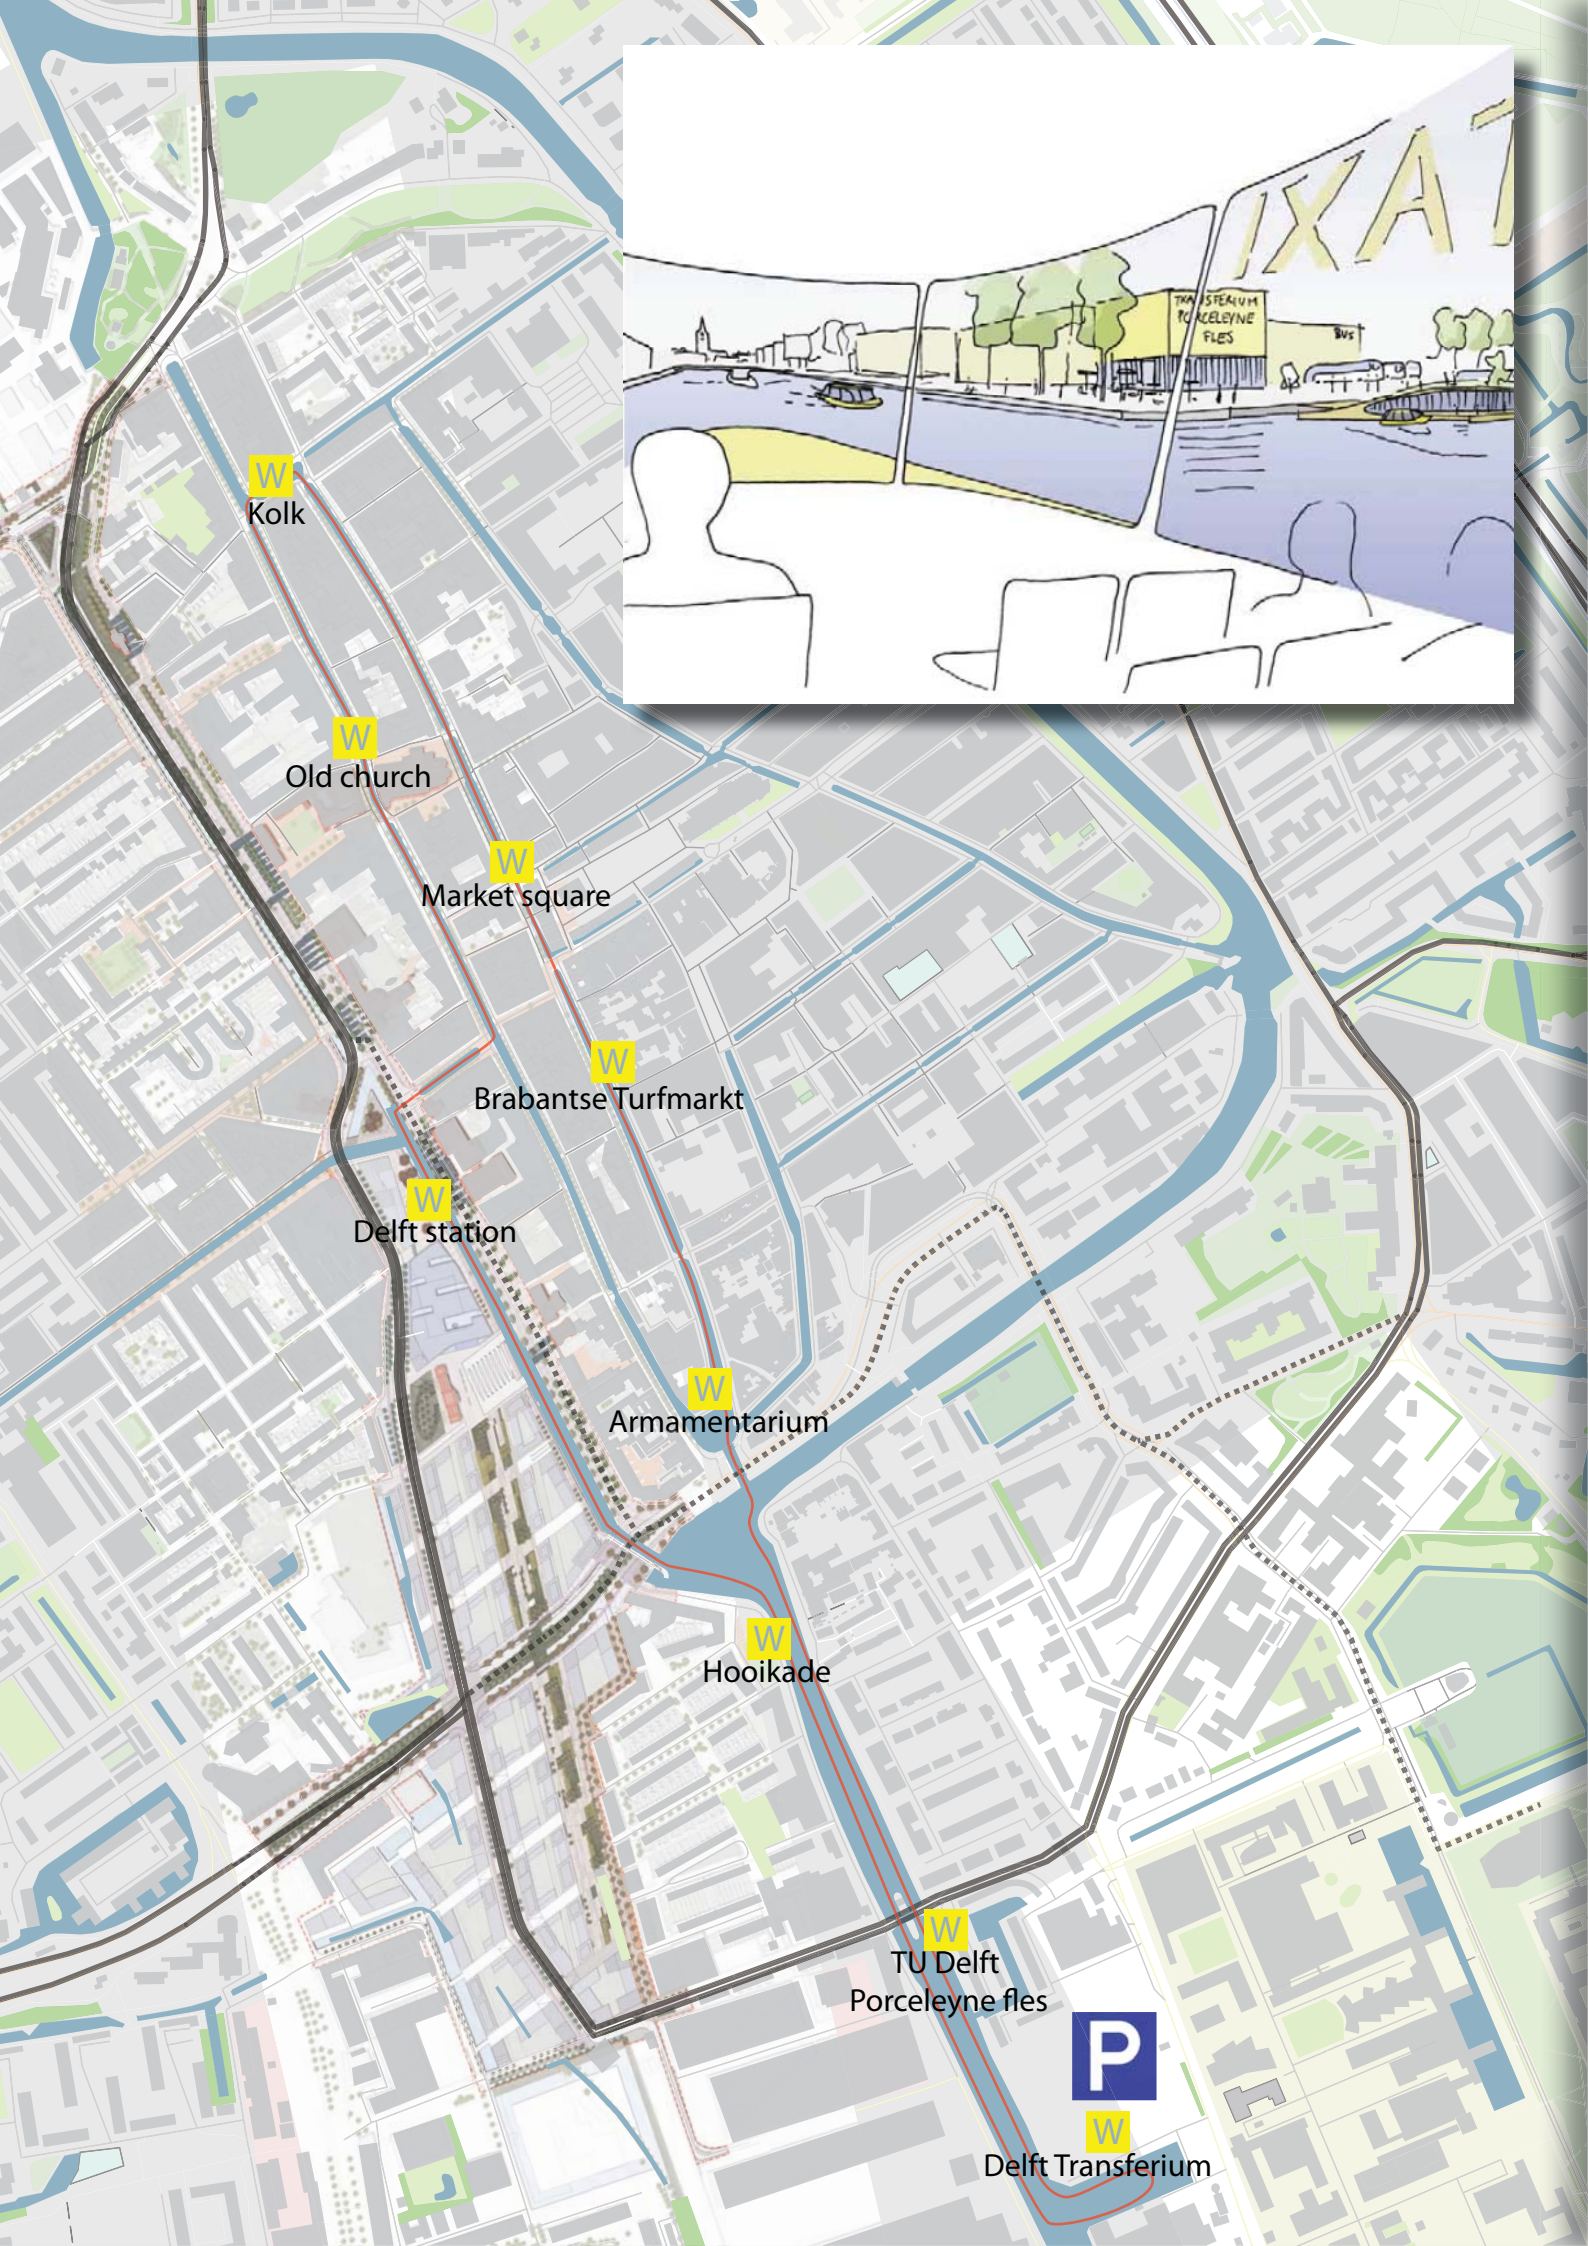 IXAT
TRANSFERIUM
PORCELEYNE
FLES
BUS
W
Kolk
W
Old church
W
Market square
W
Brabantse Turfmarkt
W
Delft station
W
Armamentarium
W
Hooikade
W
TU Delft
Porceleyne fles
P
W
Delft Transferium